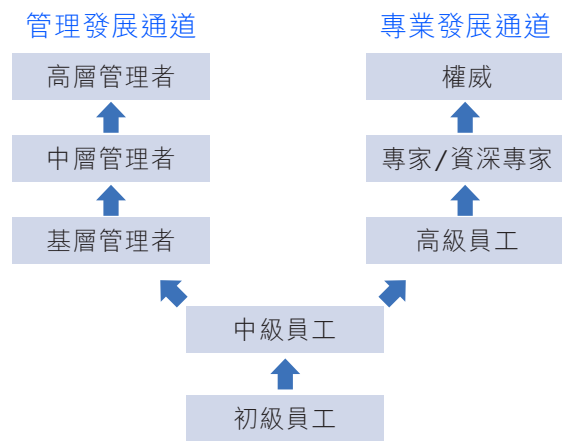 管理發展通道
專業發展通道
高層管理者
權威
中層管理者
專家/資深專家
基層管理者
高級員工
中級員工
初級員工